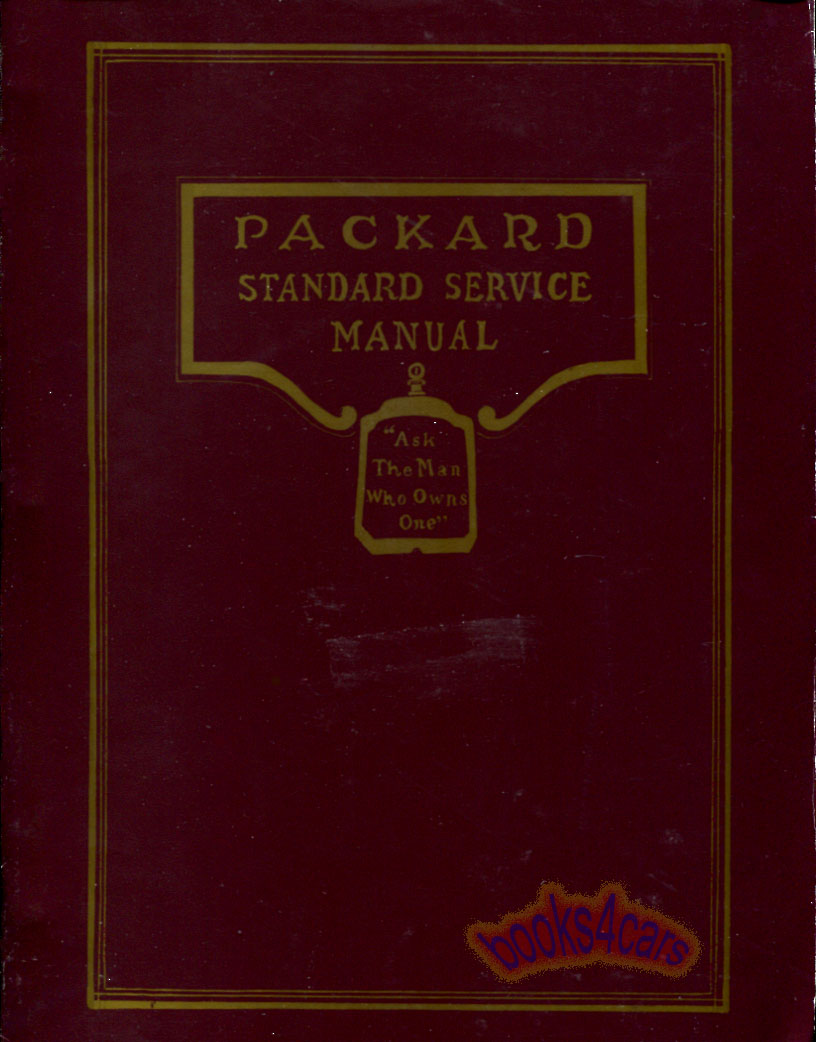 PACKARD
STANDARD SERVICE
MANUAL
"Ask
The Man
Who Owns
One"
books4cars